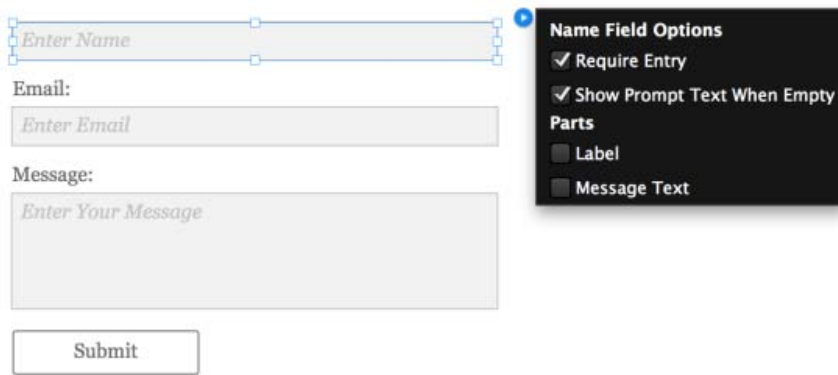 Enter Name
Email:
Enter Email
Message:
Enter Your Message
Submit
Name Field Options
Require Entry
Show Prompt Text When Empty
Parts
Label
Message Text